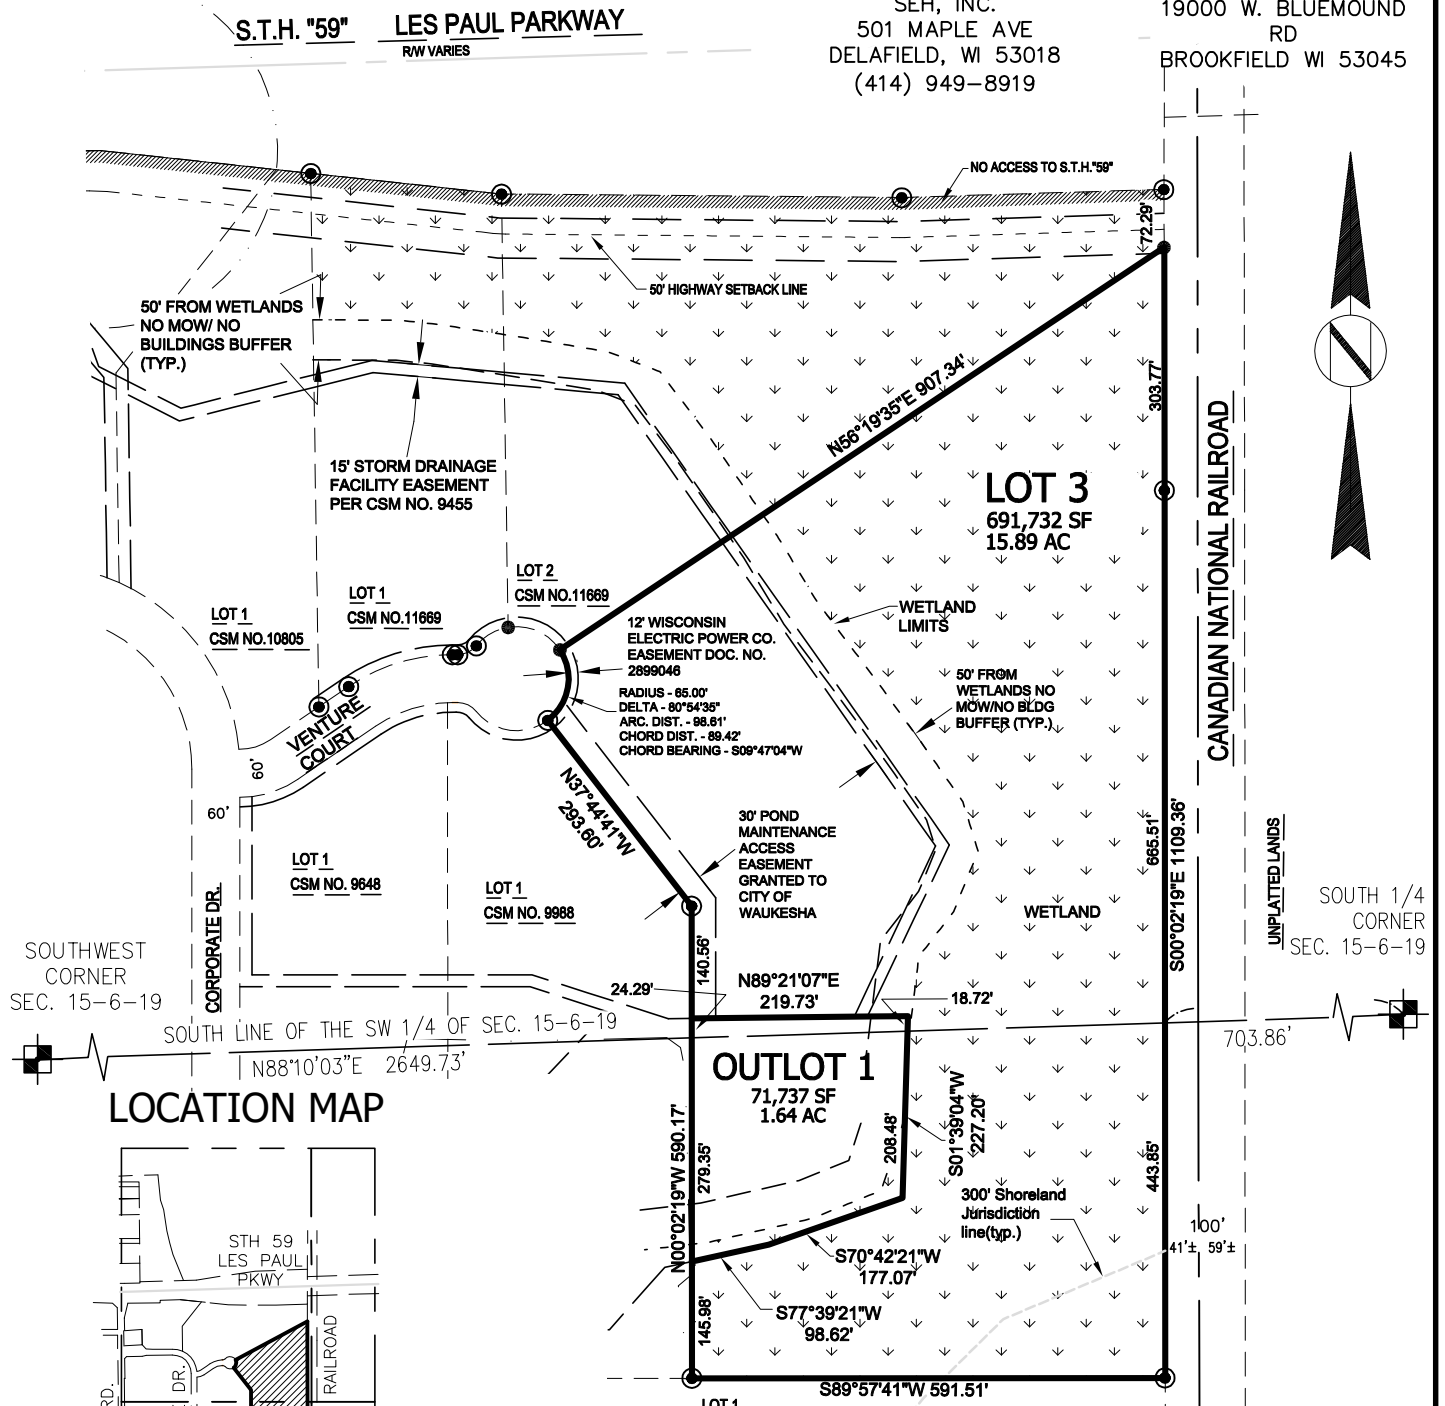 S.T.H. "59"
LES PAUL PARKWAY
R/W VARIES
SEH, INC.
501 MAPLE AVE
DELAFIELD, WI 53018
(414) 949-8919
19000 W. BLUEMOUND
RD
BROOKFIELD WI 53045
NO ACCESS TO S.T.H."59"
72.29'
50' HIGHWAY SETBACK LINE
50' FROM WETLANDS
NO MOW/ NO
BUILDINGS BUFFER
(TYP.)
N56°19'35"E 907.34'
303.77'
15' STORM DRAINAGE
FACILITY EASEMENT
PER CSM NO. 9455
LOT 3
691,732 SF
15.89 AC
CANADIAN NATIONAL RAILROAD
LOT 2
CSM NO.11669
LOT 1
CSM NO.11669
LOT 1
CSM NO.10805
12' WISCONSIN
ELECTRIC POWER CO.
EASEMENT DOC. NO.
2899046
WETLAND
LIMITS
50' FROM
WETLANDS NO
MOW/NO BLDG
BUFFER (TYP.)
RADIUS - 65.00'
DELTA - 80°54'35"
ARC. DIST. - 98.61'
CHORD DIST. - 89.42'
CHORD BEARING - S09°47'04"W
VENTURE
COURT
60'
60'
N37°44'41"W
293.60'
30' POND
MAINTENANCE
ACCESS
EASEMENT
GRANTED TO
CITY OF
WAUKESHA
665.51'
S00°02'19"E 1109.36'
UNPLATTED LANDS
LOT 1
CSM NO. 9648
LOT 1
CSM NO. 9988
WETLAND
SOUTH 1/4
CORNER
SEC. 15-6-19
SOUTHWEST
CORNER
SEC. 15-6-19
CORPORATE DR.
140.56'
24.29'
N89°21'07"E
219.73'
18.72'
SOUTH LINE OF THE SW 1/4 OF SEC. 15-6-19
N88°10'03"E 2649.73'
703.86'
OUTLOT 1
71,737 SF
1.64 AC
LOCATION MAP
N00°02'19"W 590.17'
279.35'
208.48'
S01°39'04"W
227.20'
443.85'
300' Shoreland
Jurisdiction
line(typ.)
100'
41'± 59'±
STH 59
LES PAUL
PKWY
S70°42'21"W
177.07'
S77°39'21"W
98.62'
145.98'
RAILROAD
DR.
RD.
S89°57'41"W 591.51'
LOT 1